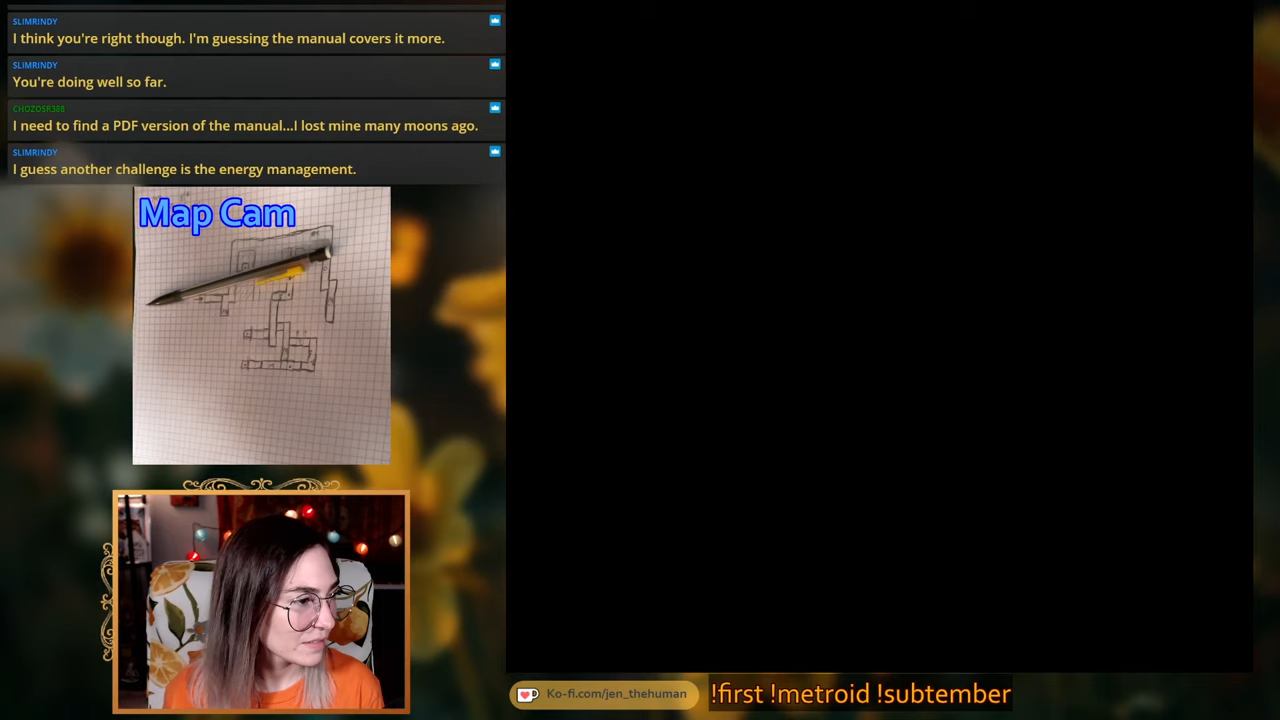 SLIMRINDY
I think you're right though. I'm guessing the manual covers it more.
SLIMRINDY
You're doing well so far.
CHOZOSR388
I need to find a PDF version of the manual...I lost mine many moons ago.
SLIMRINDY
I guess another challenge is the energy management.
Map Cam
Ko-fi.com/jen_thehuman
!first !metroid !subtember